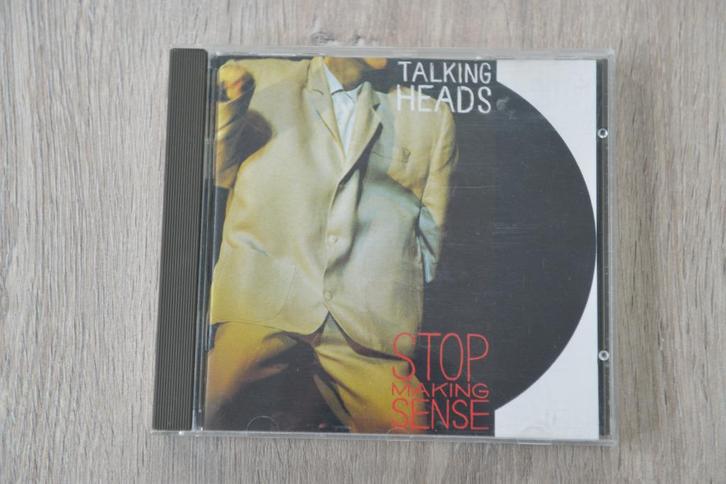 TALKING
HEADS
STOP
MAKING
SENSE